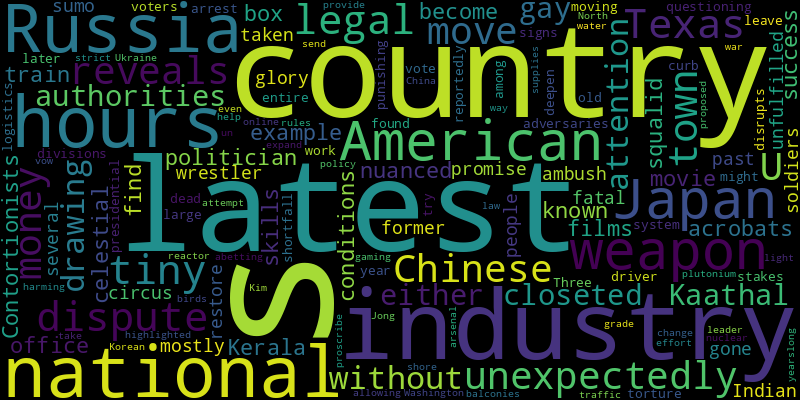 sumo
voters
arrest
box
legal
become
gay
moving
North
water
Texas
questioning
leave
Russia
taken
move
signs
country
provide
later
strict
Ukraine
train
reveals
glory
punishing
vote
China
reportedly
among
way
deepen
supplies
curb
old
war
proposed
disrupts
unfulfilled
success
logistics
authorities
entire
attention
squalid
town
hours
even
help
online
rules
example
found
adversaries
American
divisions
un
expand
work
policy
politician
nuanced
promise
ambush
U
past
might
soldiers
Contortionists
vow
money
several
drawing
celestial
presidential
find
wrestler
dead
large
attempt
skills
shortfall
conditions
former
people
try
law
known
fatal
films
movie
system
Japan
acrobats
light
latest
tiny
circus
reactor
abetting
year
gaming
Chinese
Three
driver
weapon
plutonium
stakes
harming
birds
Kim
s
either
closeted
Kaathal
dispute
restore
highlighted
take
Jong
arsenal
grade
change
effort
leader
nuclear
yearslong
office
Korean
mostly
Kerala
proscribe
shore
industry
gone
national
without
allowing
Washington
balconies
unexpectedly
traffic
torture
Indian
send